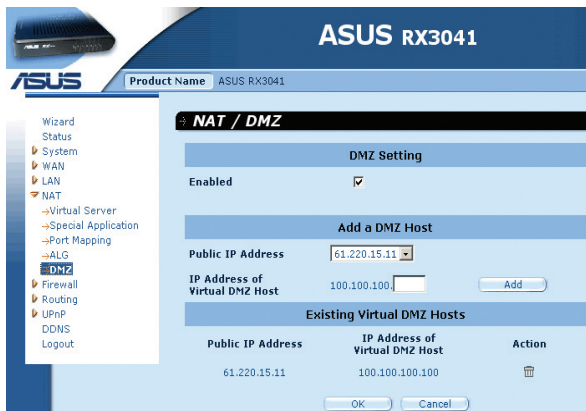 ASUS RX3041
ASUS
Product Name ASUS RX3041
Wizard
Status
System
WAN
LAN
NAT
Virtual Server
Special Application
Port Mapping
ALG
DMZ
Firewall
Routing
UPnP
DDNS
Logout
NAT / DMZ
DMZ Setting
Enabled
Add a DMZ Host
Public IP Address 61.220.15.11
IP Address of
Virtual DMZ Host 100.100.100. Add
Existing Virtual DMZ Hosts
Public IP Address IP Address of Virtual DMZ Host Action
61.220.15.11 100.100.100.100
OK Cancel